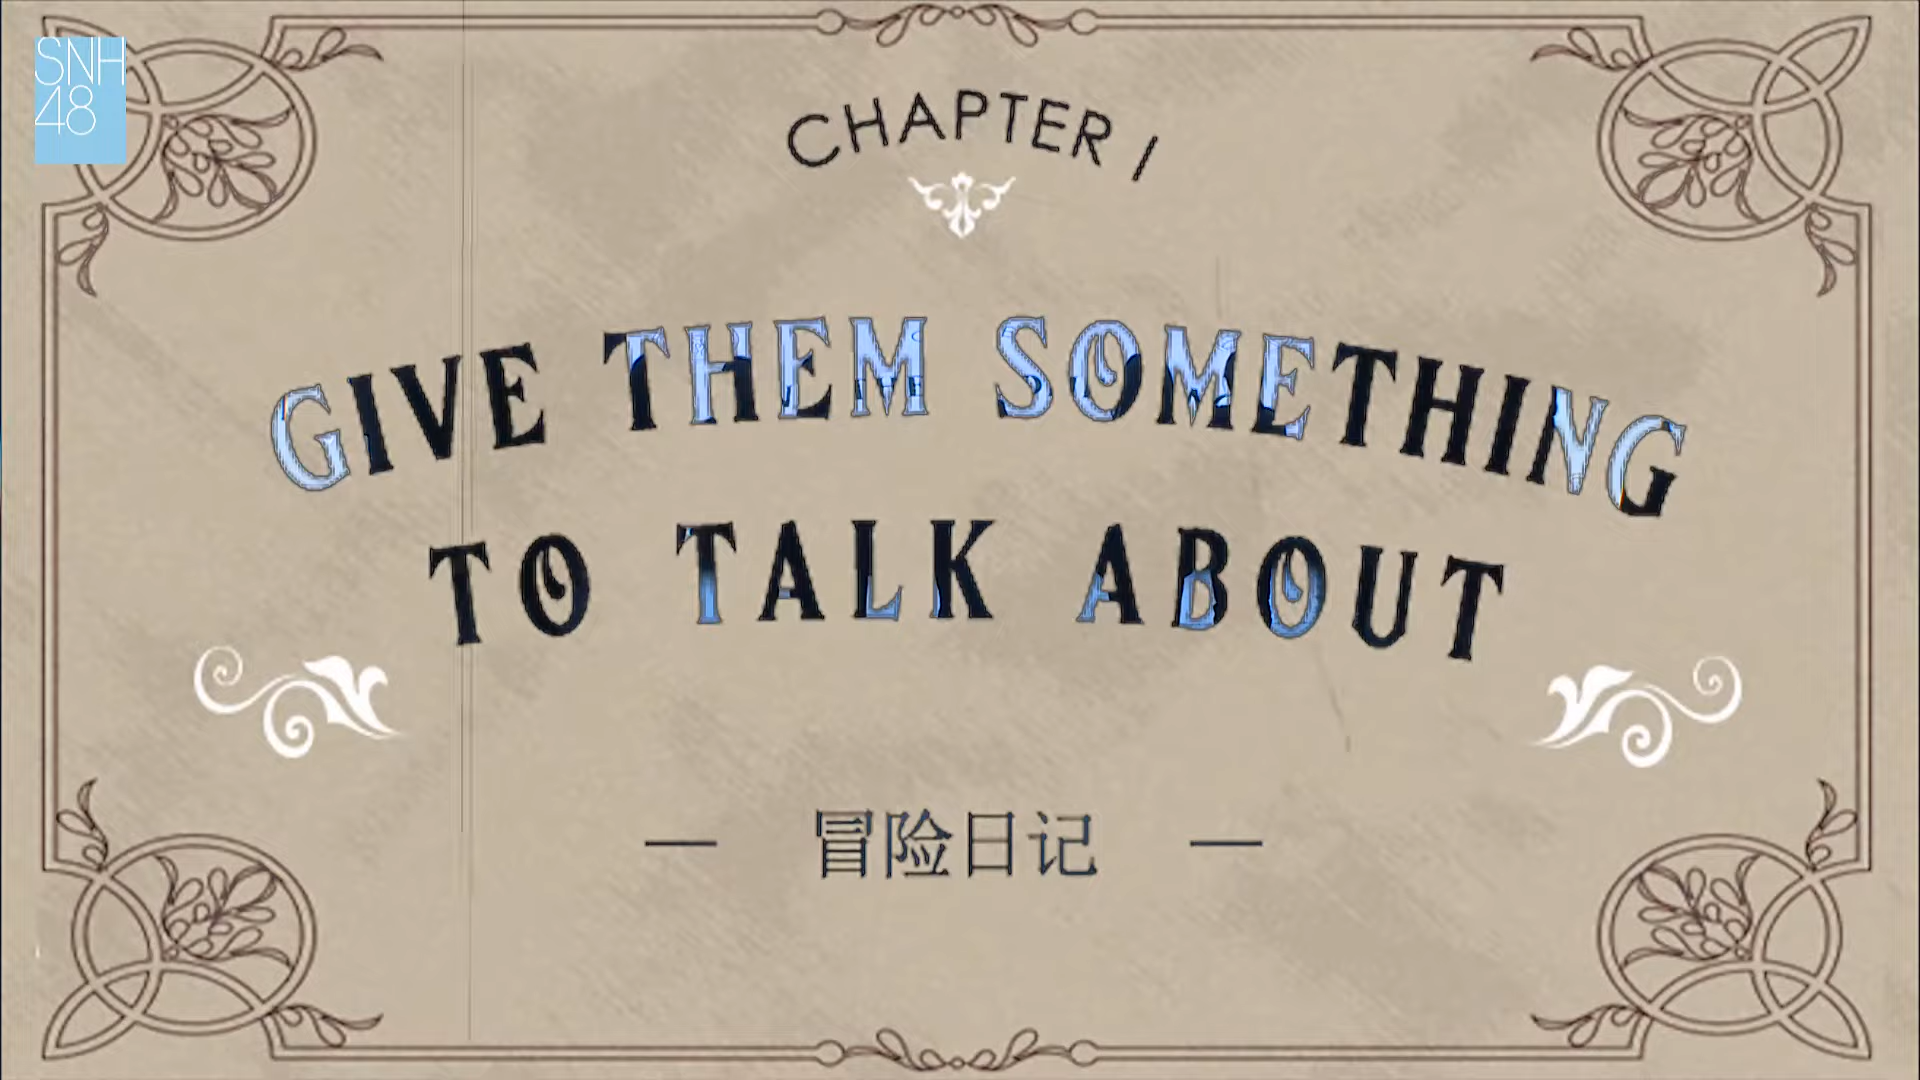 SNH
48
CHAPTER I
GIVE THEM SOMETHING
TO TALK ABOUT
— 冒险日记 —